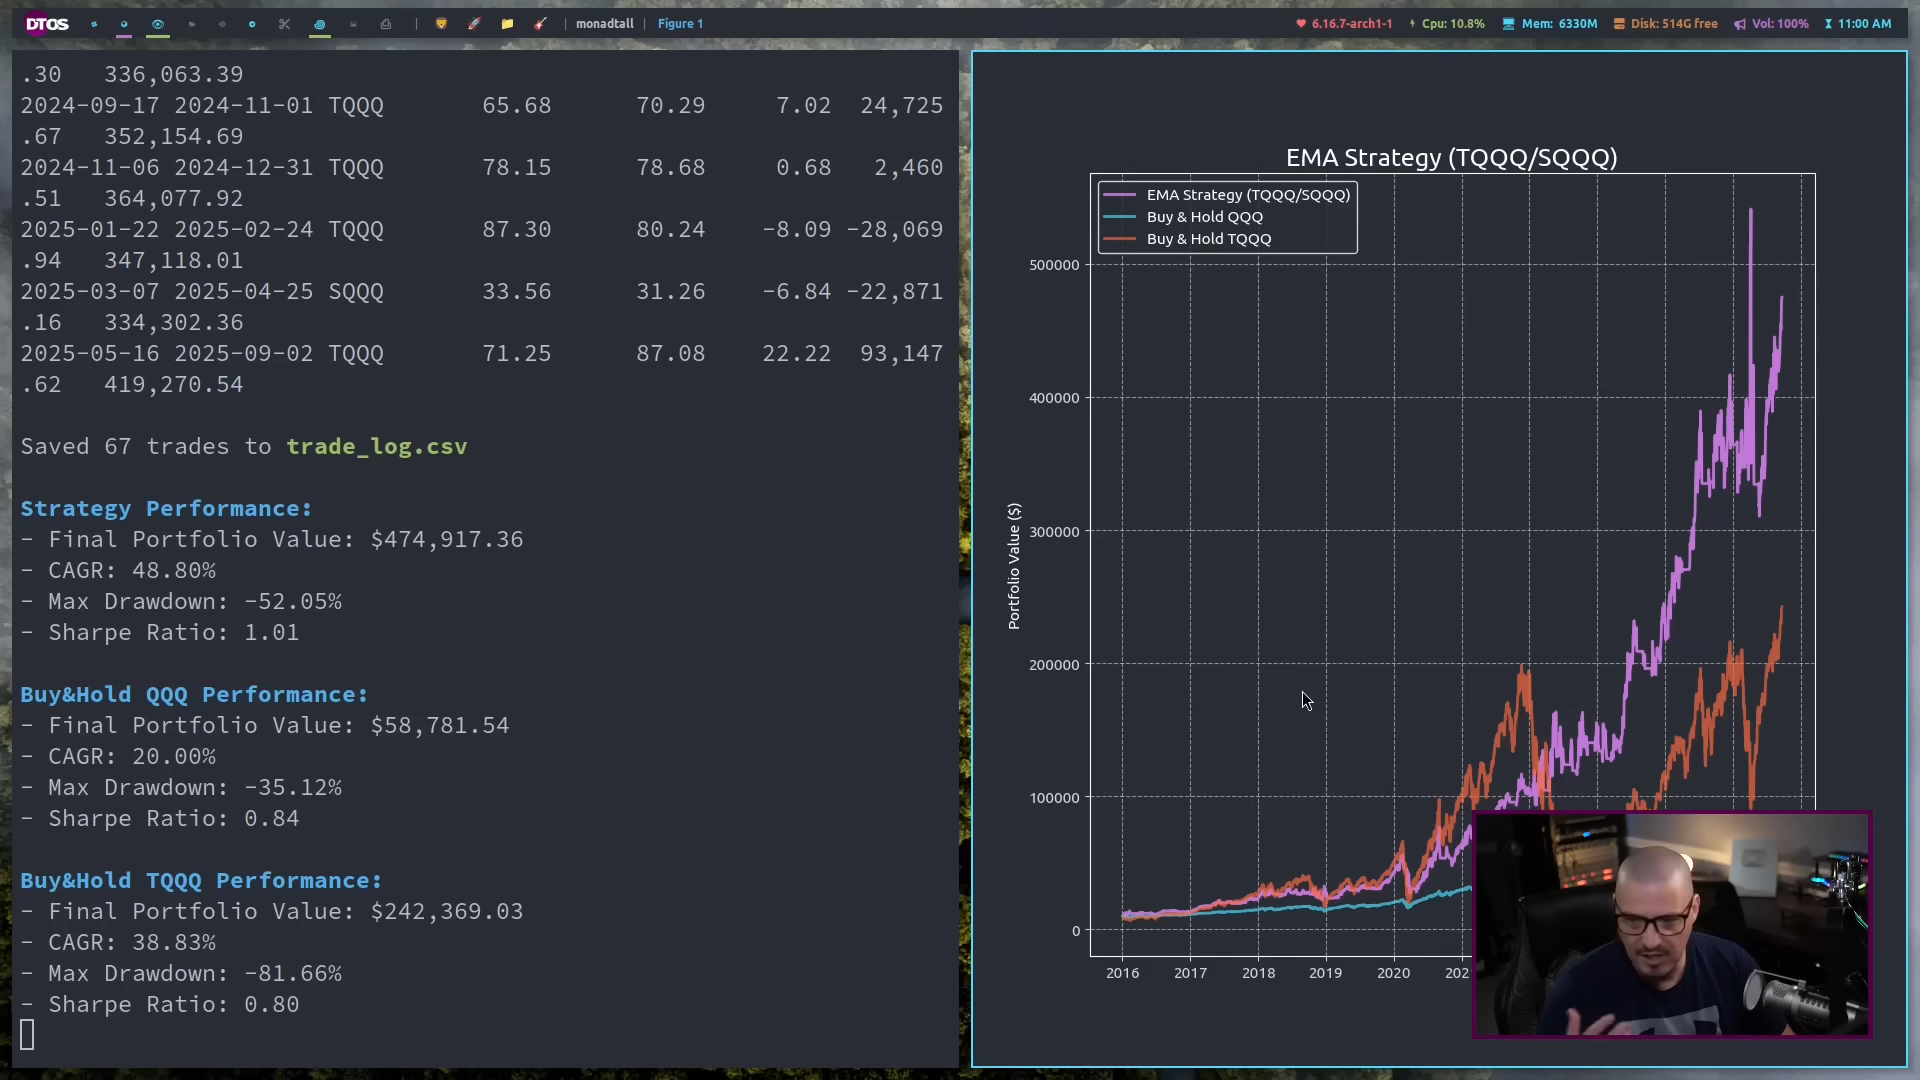 DTOS
monadtall
Figure 1
6.16.7-arch1-1
Cpu: 10.8%
Mem: 6330M
Disk: 514G free
Vol: 100%
11:00 AM
.30 336,063.39
2024-09-17 2024-11-01 TQQQ 65.68 70.29 7.02 24,725
.67 352,154.69
2024-11-06 2024-12-31 TQQQ 78.15 78.68 0.68 2,460
.51 364,077.92
2025-01-22 2025-02-24 TQQQ 87.30 80.24 -8.09 -28,069
.94 347,118.01
2025-03-07 2025-04-25 SQQQ 33.56 31.26 -6.84 -22,871
.16 334,302.36
2025-05-16 2025-09-02 TQQQ 71.25 87.08 22.22 93,147
.62 419,270.54
Saved 67 trades to trade_log.csv
Strategy Performance:
- Final Portfolio Value: $474,917.36
- CAGR: 48.80%
- Max Drawdown: -52.05%
- Sharpe Ratio: 1.01
Buy&Hold QQQ Performance:
- Final Portfolio Value: $58,781.54
- CAGR: 20.00%
- Max Drawdown: -35.12%
- Sharpe Ratio: 0.84
Buy&Hold TQQQ Performance:
- Final Portfolio Value: $242,369.03
- CAGR: 38.83%
- Max Drawdown: -81.66%
- Sharpe Ratio: 0.80
EMA Strategy (TQQQ/SQQQ)
EMA Strategy (TQQQ/SQQQ)
Buy & Hold QQQ
Buy & Hold TQQQ
Portfolio Value ($)
500000
400000
300000
200000
100000
0
2016 2017 2018 2019 2020 202